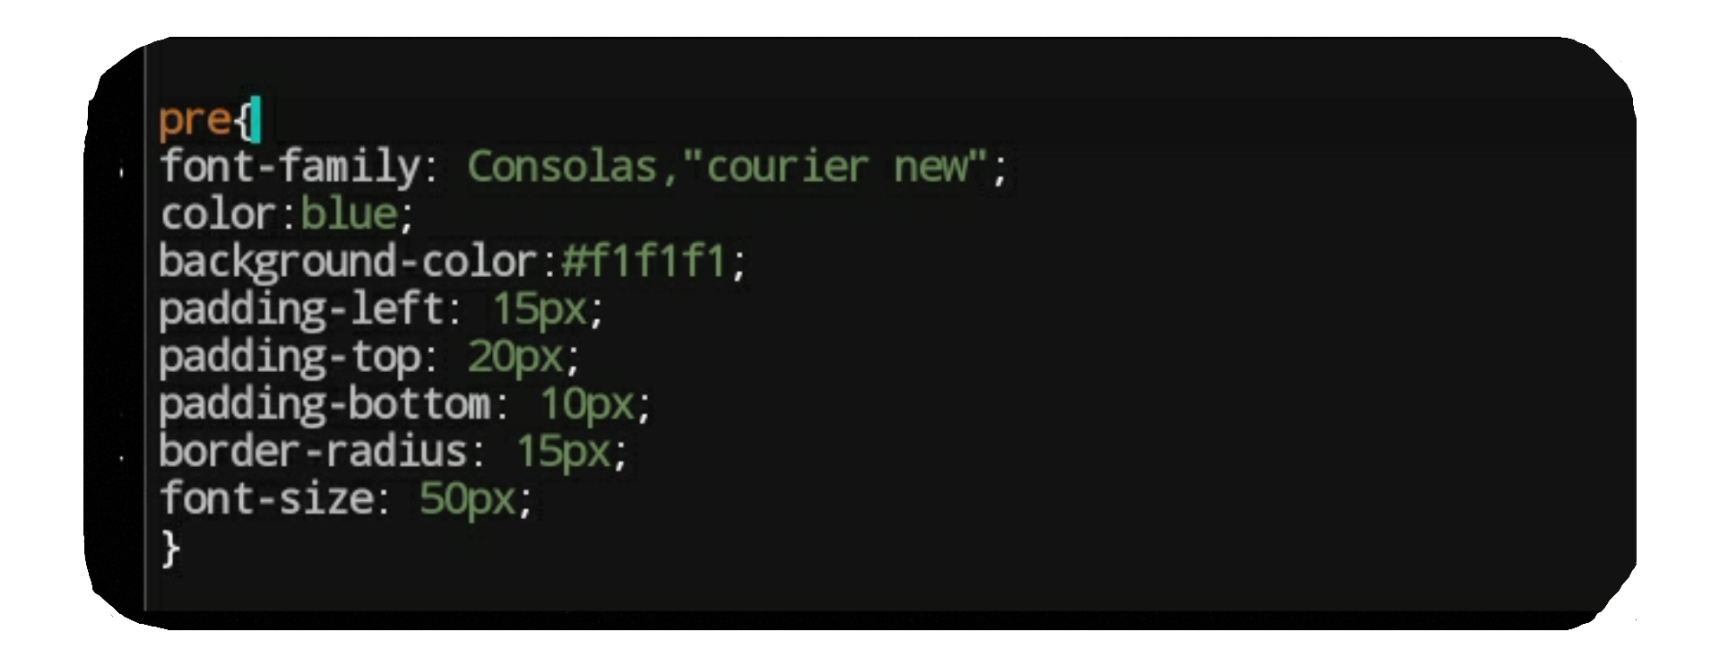 pre{
font-family: Consolas,"courier new";
color:blue;
background-color:#f1f1f1;
padding-left: 15px;
padding-top: 20px;
padding-bottom: 10px;
border-radius: 15px;
font-size: 50px;
}